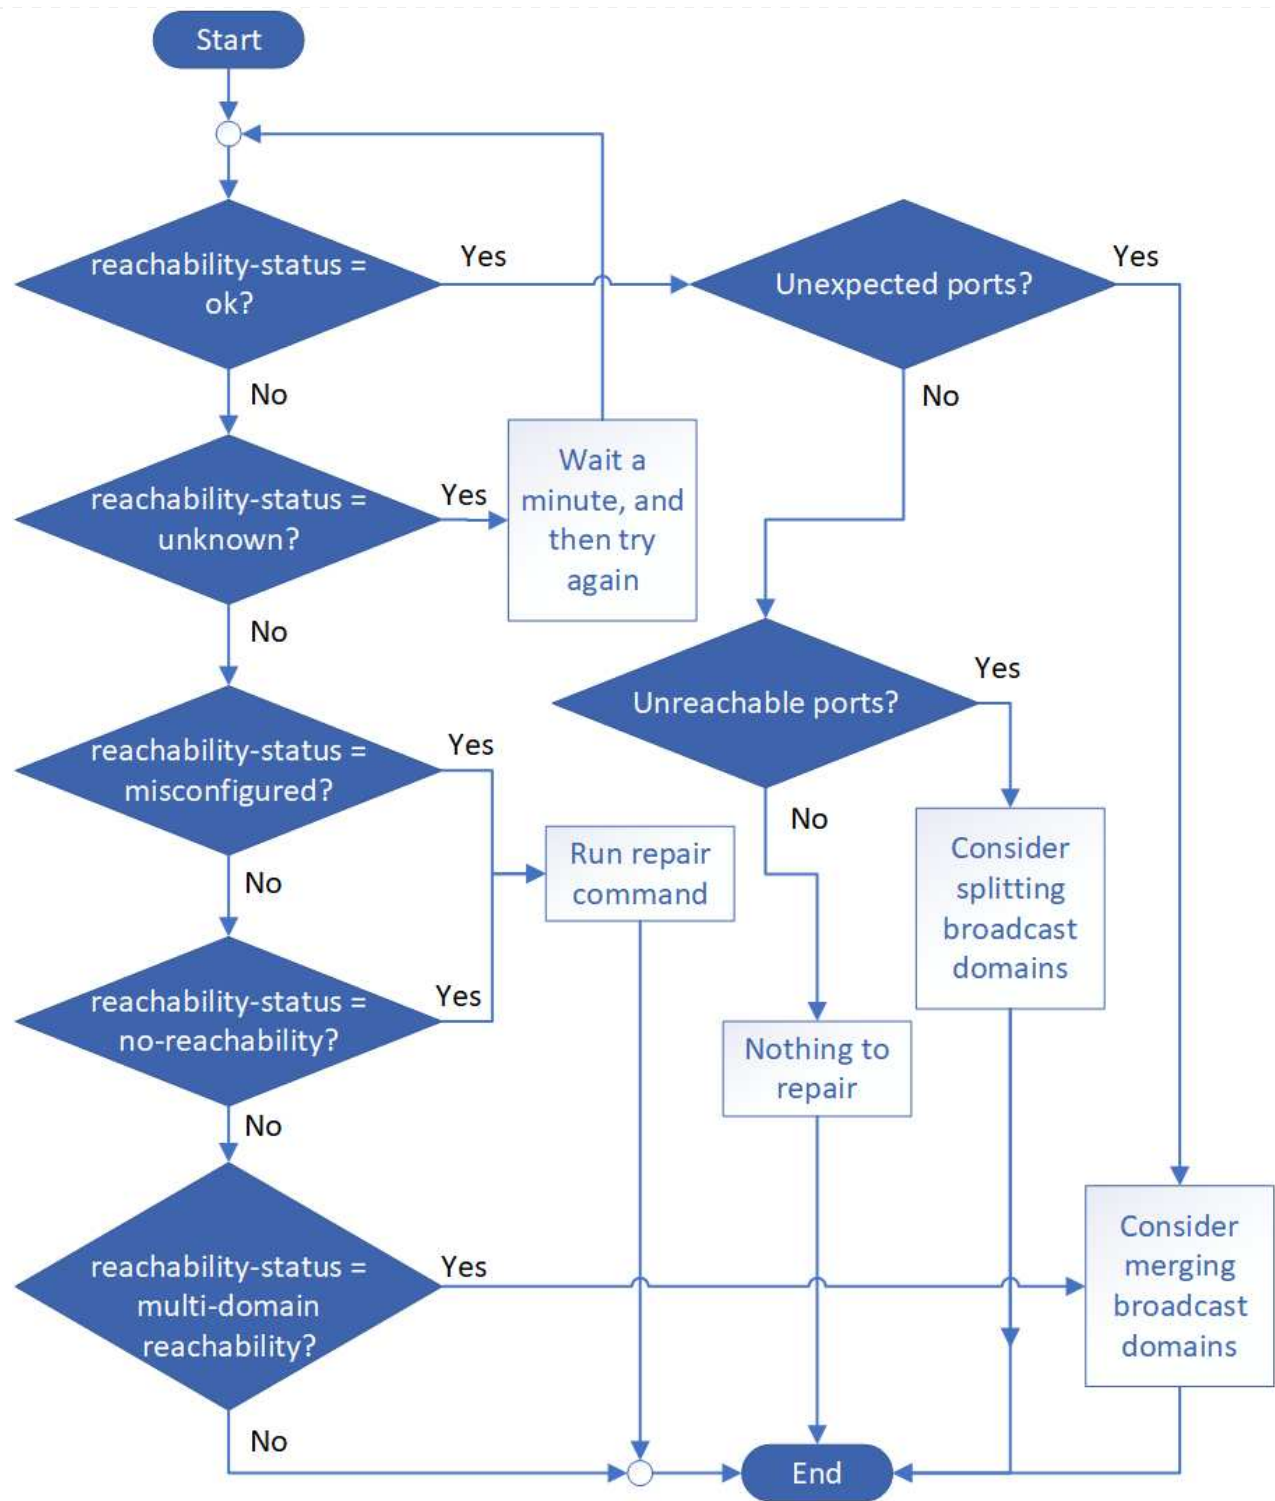 Start
reachability-status =
ok?
Yes
Unexpected ports?
Yes
No
No
reachability-status =
unknown?
Yes
Wait a
minute, and
then try
again
No
Unreachable ports?
Yes
reachability-status =
misconfigured?
Yes
No
Run repair
command
Consider
splitting
broadcast
domains
No
reachability-status =
no-reachability?
Yes
Nothing to
repair
No
reachability-status =
multi-domain
reachability?
Yes
Consider
merging
broadcast
domains
No
End